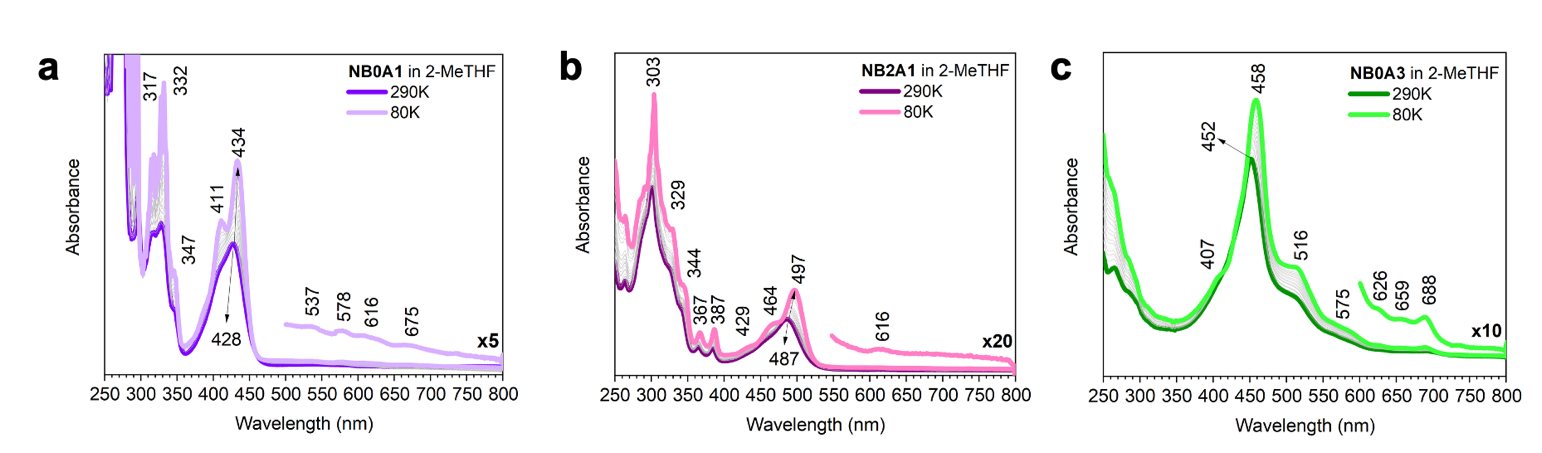 a
NB0A1 in 2-MeTHF
290K
80K
317
332
347
411
434
428
537
578
616
675
x5
Absorbance
250 300 350 400 450 500 550 600 650 700 750 800
Wavelength (nm)
b
NB2A1 in 2-MeTHF
290K
80K
303
329
344
367
387
429
464
497
487
616
x20
Absorbance
250 300 350 400 450 500 550 600 650 700 750 800
Wavelength (nm)
c
NB0A3 in 2-MeTHF
290K
80K
458
452
407
516
575
626
659
688
x10
Absorbance
250 300 350 400 450 500 550 600 650 700 750 800
Wavelength (nm)